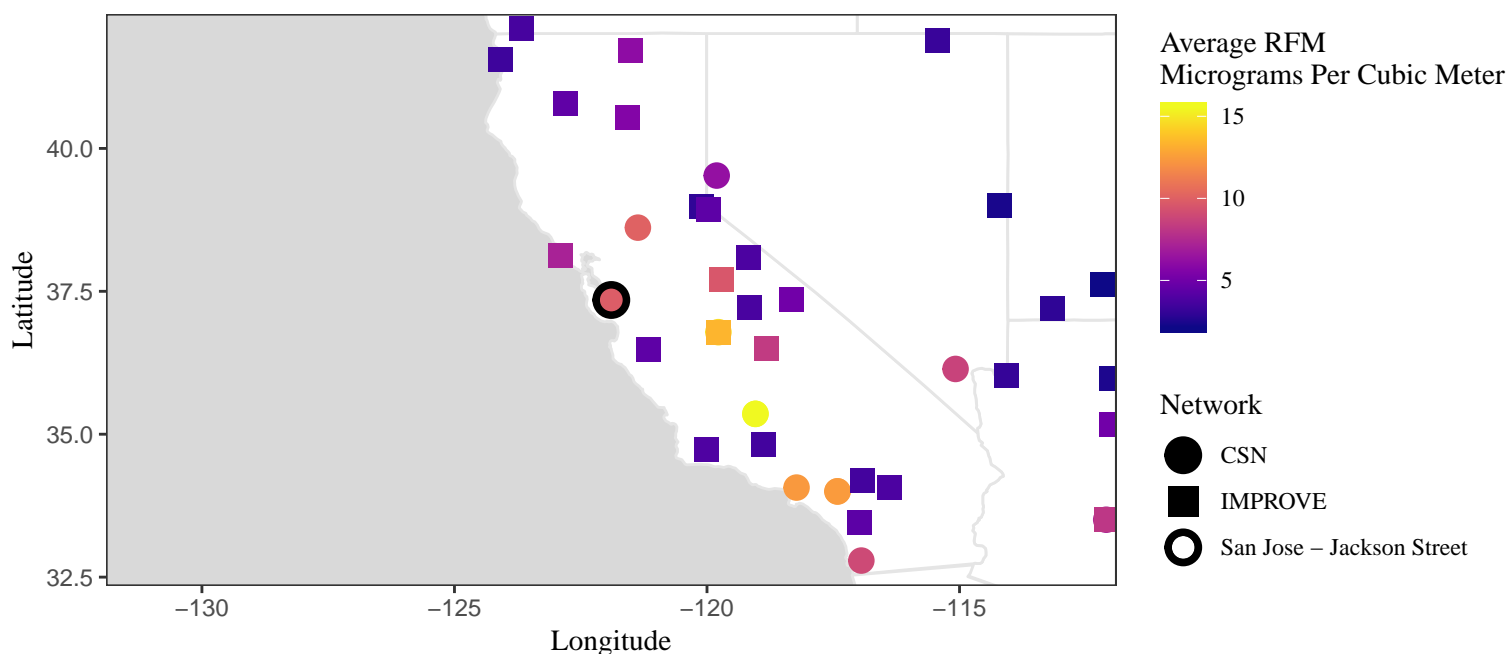 Average RFM
Micrograms Per Cubic Meter
15
10
5
Network
CSN
IMPROVE
San Jose – Jackson Street
Latitude
40.0
37.5
35.0
32.5
−130
−125
−120
−115
Longitude